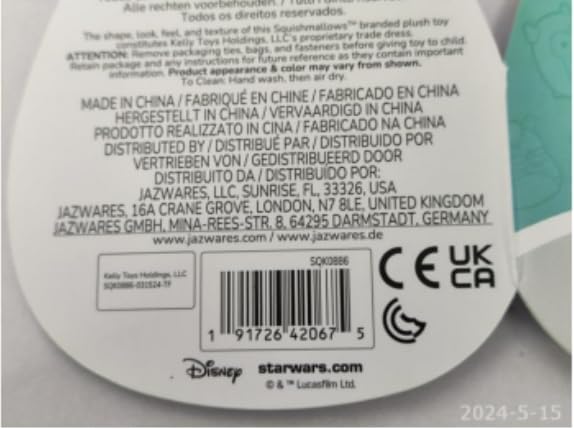 Alle rechten voorbehouden. / Tutti i diritti
Todos os direitos reservados.
The shape, look, feel, and texture of this Squishmallows™ branded plush toy
constitutes Kelly Toys Holdings, LLC's proprietary trade dress.
ATTENTION: Remove packaging ties, bags, and fasteners before giving toy to child.
Retain package and any instructions for future reference as they contain important
information. Product appearance & color may vary from shown.
To Clean: Hand wash, then air dry.
MADE IN CHINA / FABRIQUÉ EN CHINE / FABRICADO EN CHINA
HERGESTELLT IN CHINA / VERVAARDIGD IN CHINA
PRODOTTO REALIZZATO IN CINA / FABRICADO NA CHINA
DISTRIBUTED BY / DISTRIBUÉ PAR / DISTRIBUIDO POR
VERTRIEBEN VON / GEDISTRIBUEERD DOOR
DISTRIBUITO DA / DISTRIBUÍDO POR:
JAZWARES, LLC, SUNRISE, FL, 33326, USA
JAZWARES, 16A CRANE GROVE, LONDON, N7 8LE, UNITED KINGDOM
JAZWARES GMBH, MINA-REES-STR. 8, 64295 DARMSTADT, GERMANY
www.jazwares.com / www.jazwares.de
Kelly Toys Holdings, LLC
SQK0886-031524-TF
SQK0886
1 91726 42067 5
CE UK CA
Disney starwars.com
© & ™ Lucasfilm Ltd.
2024-5-15